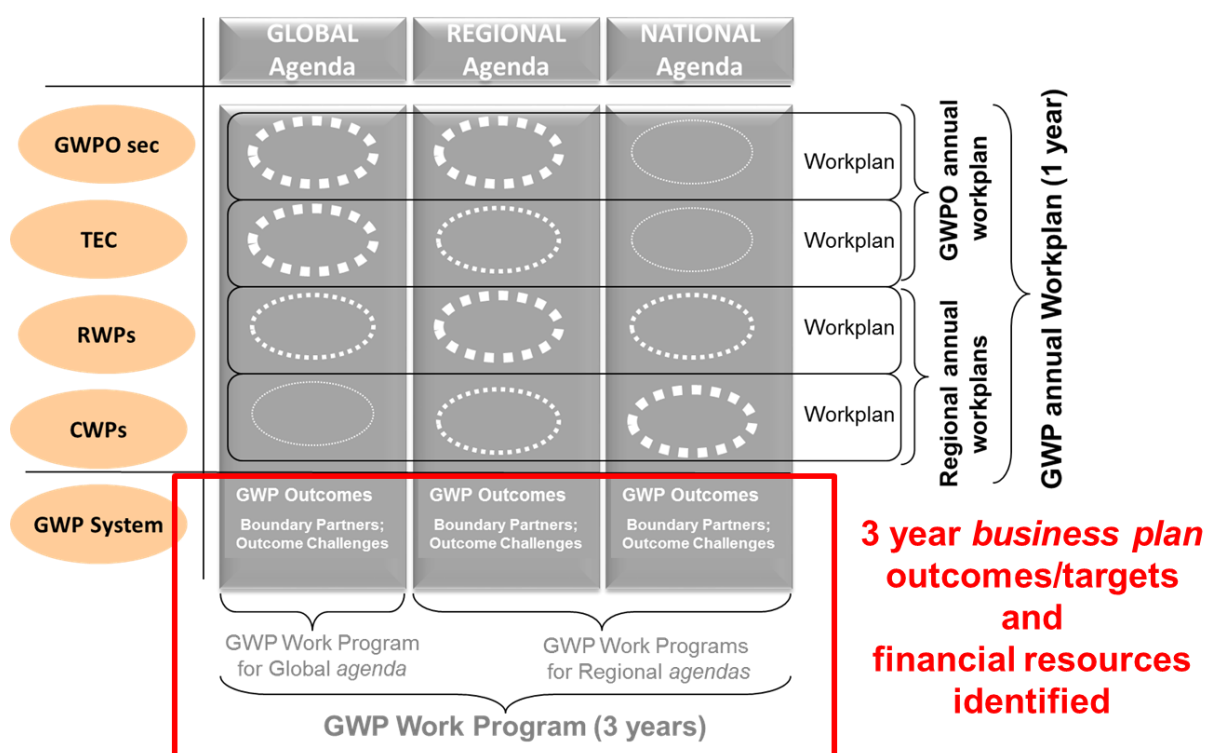 GLOBAL
Agenda
REGIONAL
Agenda
NATIONAL
Agenda
GWPO sec
Workplan
TEC
Workplan
RWPs
Workplan
CWPs
Workplan
GWPO annual
workplan
Regional annual
workplans
GWP annual Workplan (1 year)
GWP System
GWP Outcomes
Boundary Partners;
Outcome Challenges
GWP Outcomes
Boundary Partners;
Outcome Challenges
GWP Outcomes
Boundary Partners;
Outcome Challenges
GWP Work Program
for Global agenda
GWP Work Programs
for Regional agendas
GWP Work Program (3 years)
3 year business plan
outcomes/targets
and
financial resources
identified